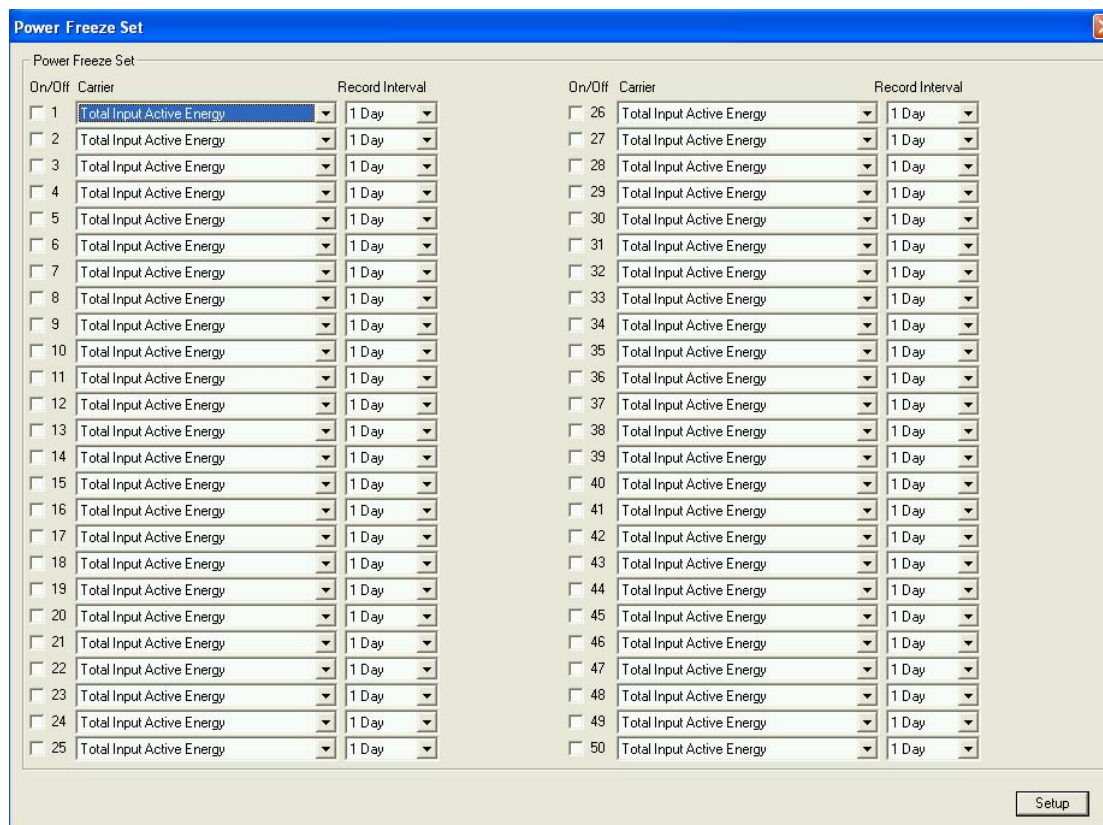 Power Freeze Set
Power Freeze Set
On/Off Carrier Record Interval On/Off Carrier Record Interval
1 Total Input Active Energy 1 Day 26 Total Input Active Energy 1 Day
2 Total Input Active Energy 1 Day 27 Total Input Active Energy 1 Day
3 Total Input Active Energy 1 Day 28 Total Input Active Energy 1 Day
4 Total Input Active Energy 1 Day 29 Total Input Active Energy 1 Day
5 Total Input Active Energy 1 Day 30 Total Input Active Energy 1 Day
6 Total Input Active Energy 1 Day 31 Total Input Active Energy 1 Day
7 Total Input Active Energy 1 Day 32 Total Input Active Energy 1 Day
8 Total Input Active Energy 1 Day 33 Total Input Active Energy 1 Day
9 Total Input Active Energy 1 Day 34 Total Input Active Energy 1 Day
10 Total Input Active Energy 1 Day 35 Total Input Active Energy 1 Day
11 Total Input Active Energy 1 Day 36 Total Input Active Energy 1 Day
12 Total Input Active Energy 1 Day 37 Total Input Active Energy 1 Day
13 Total Input Active Energy 1 Day 38 Total Input Active Energy 1 Day
14 Total Input Active Energy 1 Day 39 Total Input Active Energy 1 Day
15 Total Input Active Energy 1 Day 40 Total Input Active Energy 1 Day
16 Total Input Active Energy 1 Day 41 Total Input Active Energy 1 Day
17 Total Input Active Energy 1 Day 42 Total Input Active Energy 1 Day
18 Total Input Active Energy 1 Day 43 Total Input Active Energy 1 Day
19 Total Input Active Energy 1 Day 44 Total Input Active Energy 1 Day
20 Total Input Active Energy 1 Day 45 Total Input Active Energy 1 Day
21 Total Input Active Energy 1 Day 46 Total Input Active Energy 1 Day
22 Total Input Active Energy 1 Day 47 Total Input Active Energy 1 Day
23 Total Input Active Energy 1 Day 48 Total Input Active Energy 1 Day
24 Total Input Active Energy 1 Day 49 Total Input Active Energy 1 Day
25 Total Input Active Energy 1 Day 50 Total Input Active Energy 1 Day
Setup